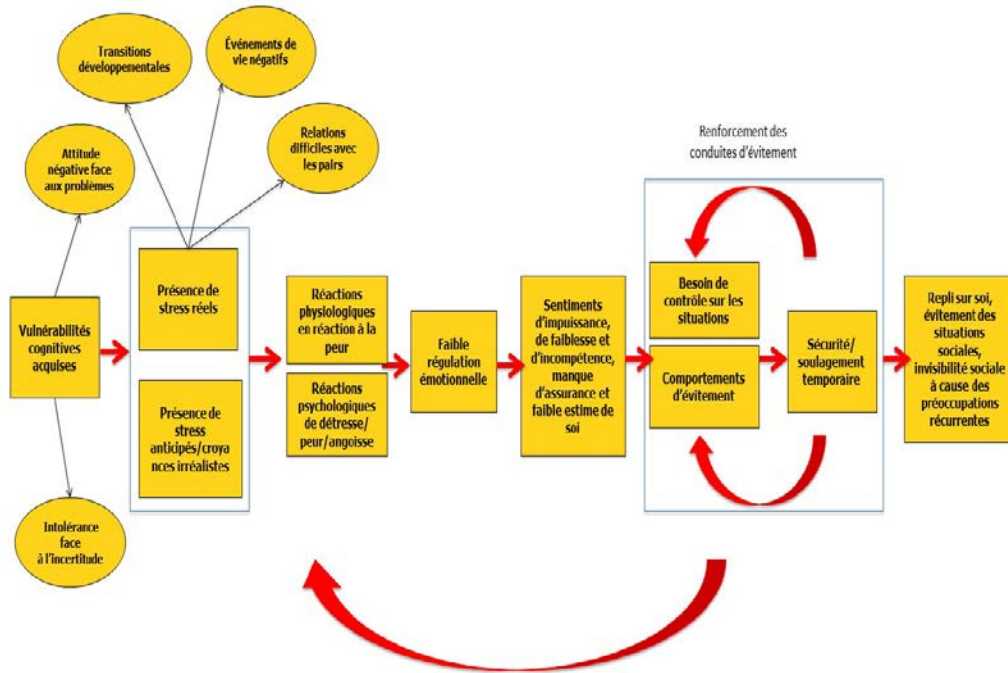 Transitions
développementales
Événements de
vie négatifs
Attitude
négative face
aux problèmes
Relations
difficiles avec
les pairs
Renforcement des
conduites d'évitement
Vulnérabilités
cognitives
acquises
Présence de
stress réels
Présence de
stress
anticipés/croya
nces irréalistes
Réactions
physiologiques
en réaction à la
peur
Réactions
psychologiques
de détresse/
peur/angoisse
Faible
régulation
émotionnelle
Sentiments
d'impuissance,
de faiblesse et
d'incompétence,
manque
d'assurance et
faible estime de
soi
Besoin de
contrôle sur les
situations
Comportements
d'évitement
Sécurité/
soulagement
temporaire
Repli sur soi,
évitement des
situations
sociales,
invisibilité sociale
à cause des
préoccupations
récurrentes
Intolérance
face
à l'incertitude